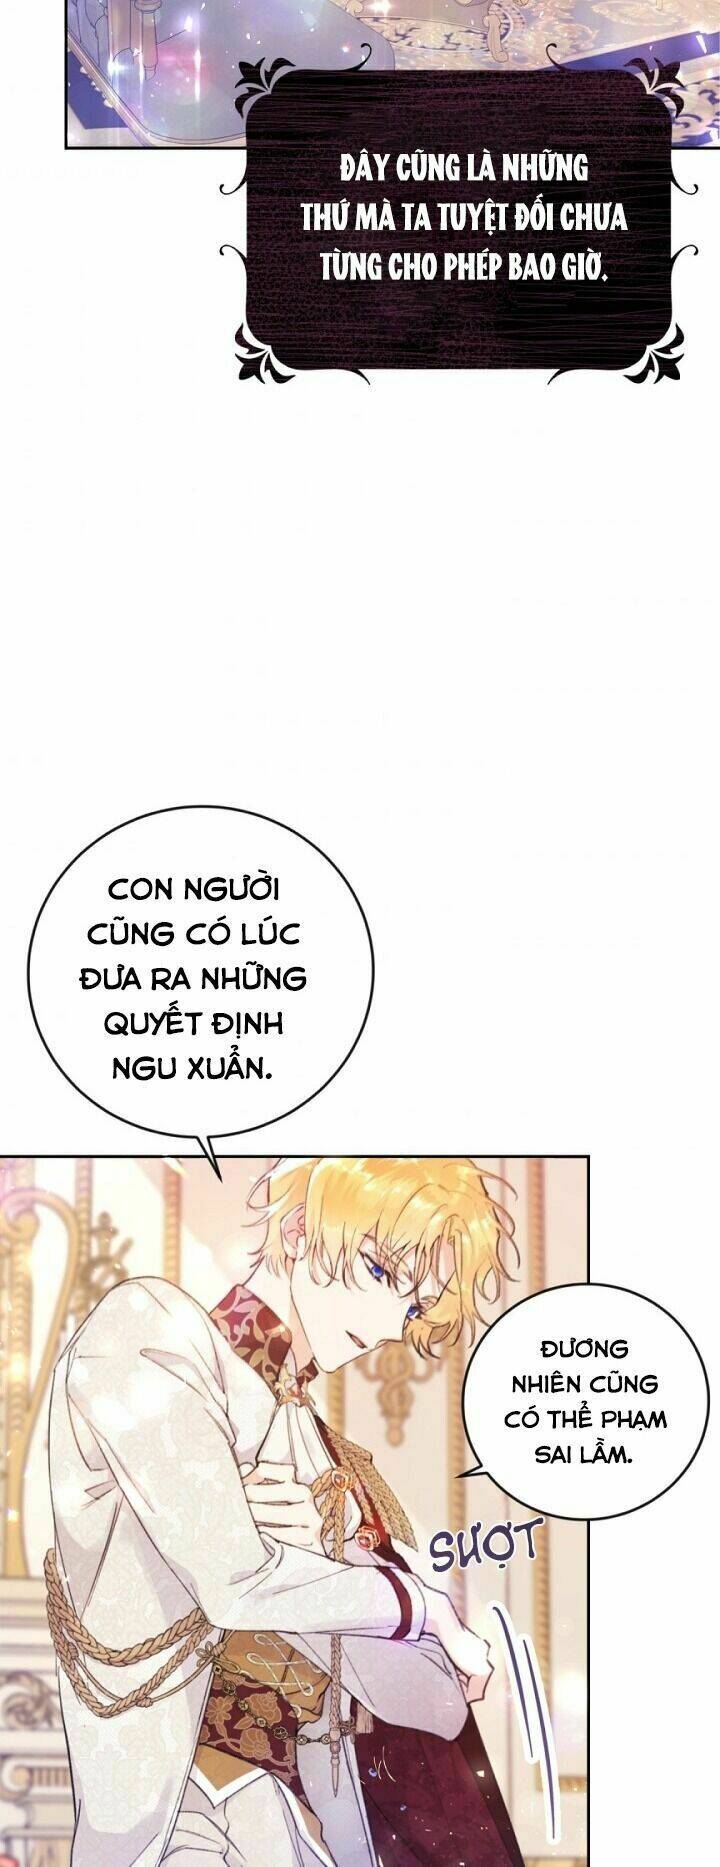 ĐÂY CŨNG LÀ NHỮNG
THỨ MÀ TA TUYỆT ĐỐI CHƯA
TỪNG CHO PHÉP BAO GIỜ.
CON NGƯỜI
CŨNG CÓ LÚC
ĐƯA RA NHỮNG
QUYẾT ĐỊNH
NGU XUẨN.
ĐƯƠNG
NHIÊN CŨNG
CÓ THỂ PHẠM
SAI LẦM.
SƯỢT